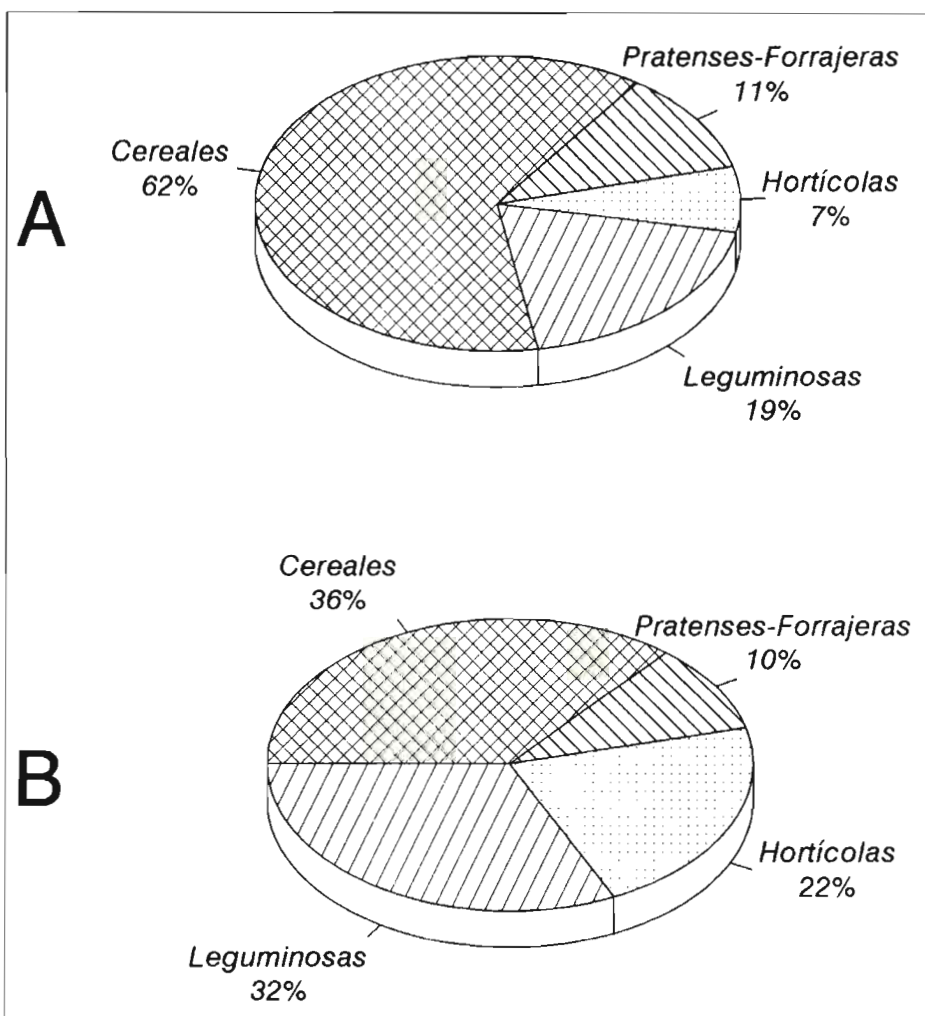 A
Pratenses-Forrajeras
11%
Cereales
62%
Hortícolas
7%
Leguminosas
19%
B
Cereales
36%
Pratenses-Forrajeras
10%
Hortícolas
22%
Leguminosas
32%